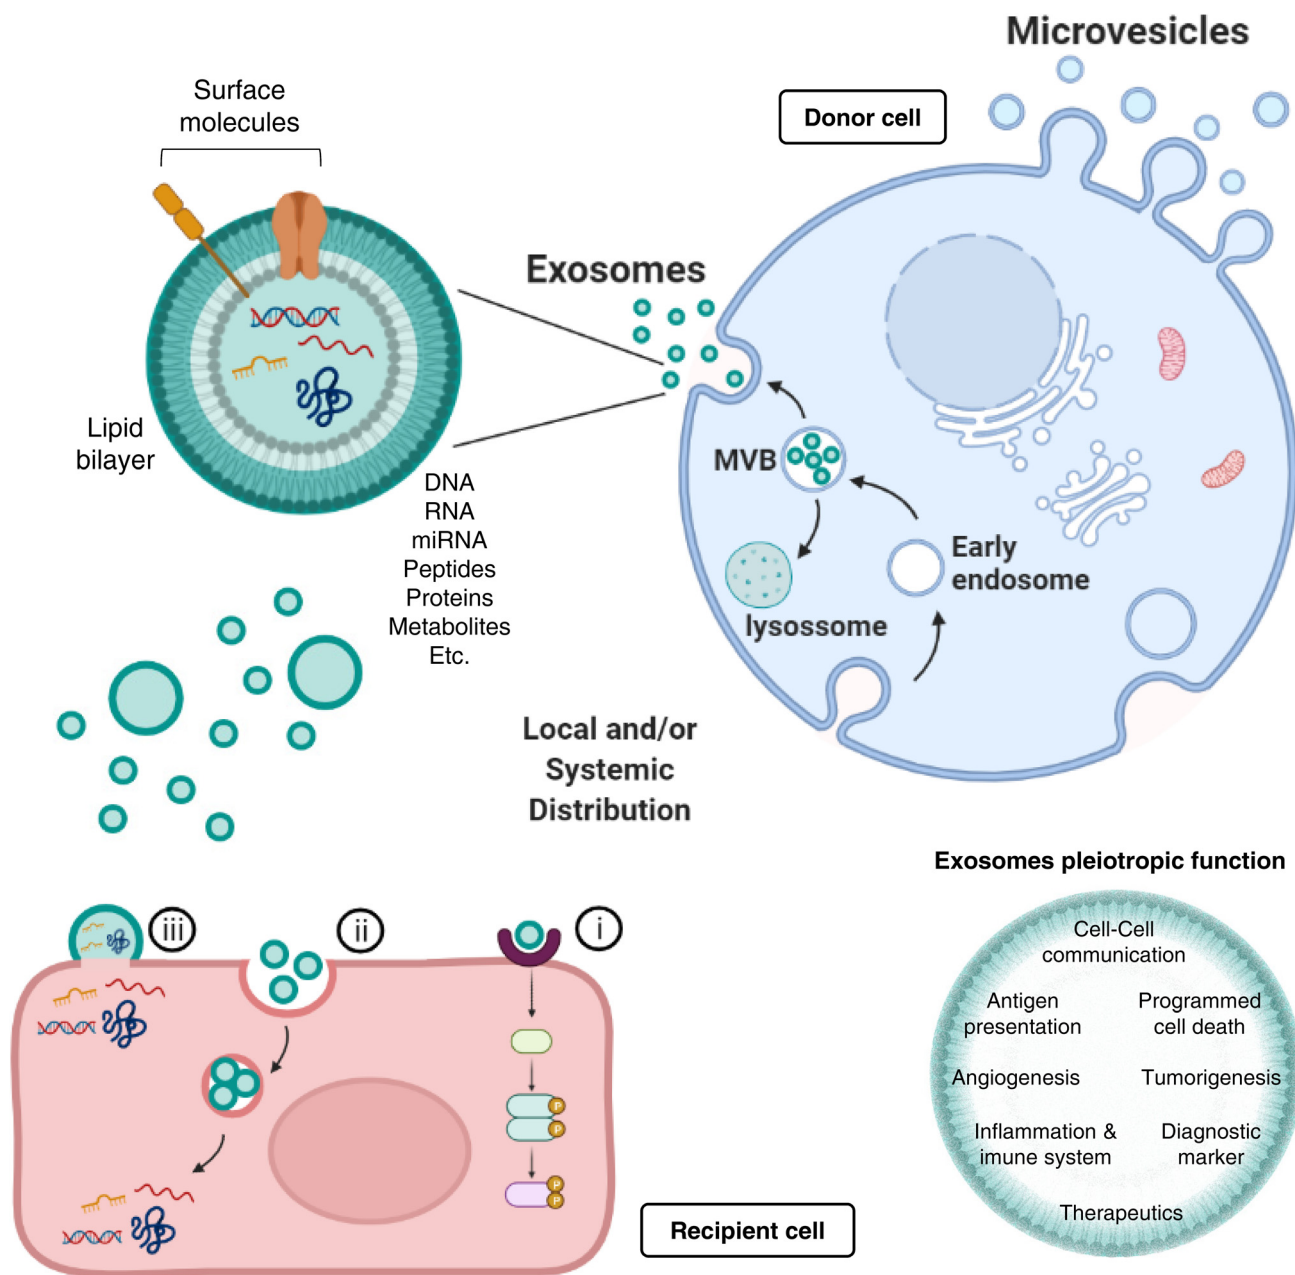 Microvesicles
Donor cell
Surface
molecules
Exosomes
Lipid
bilayer
DNA
RNA
miRNA
Peptides
Proteins
Metabolites
Etc.
MVB
Early
endosome
lysossome
Local and/or
Systemic
Distribution
iii
ii
i
P
P
P
P
Recipient cell
Exosomes pleiotropic function
Cell-Cell
communication
Antigen
presentation
Programmed
cell death
Angiogenesis
Tumorigenesis
Inflammation &
imune system
Diagnostic
marker
Therapeutics